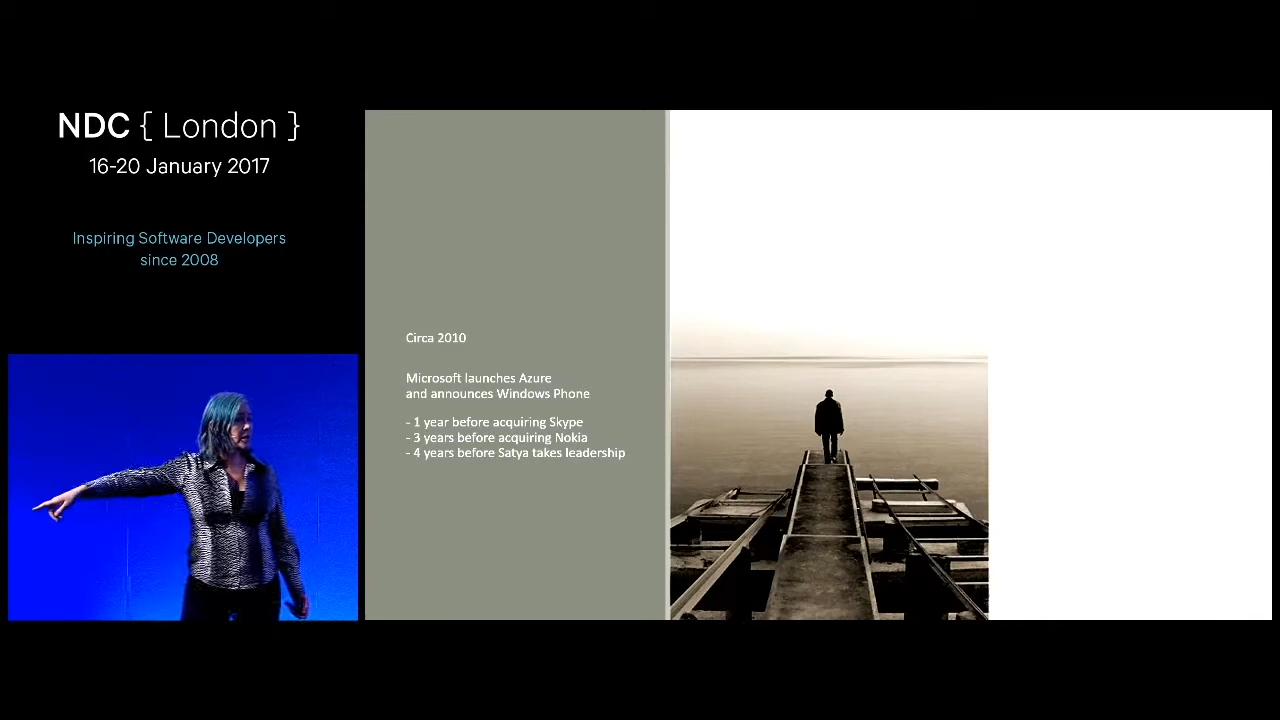 NDC { London }
16-20 January 2017
Inspiring Software Developers
since 2008
Circa 2010
Microsoft launches Azure
and announces Windows Phone
- 1 year before acquiring Skype
- 3 years before acquiring Nokia
- 4 years before Satya takes leadership